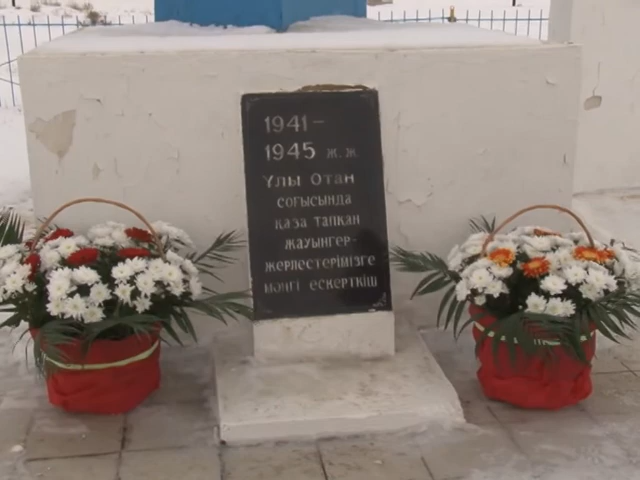 1941–
1945 ж. ж
Ұлы Отан
соғысында
қаза тапқан
жауынгер-
жерлестерімізге
мәңгі ескерткіш